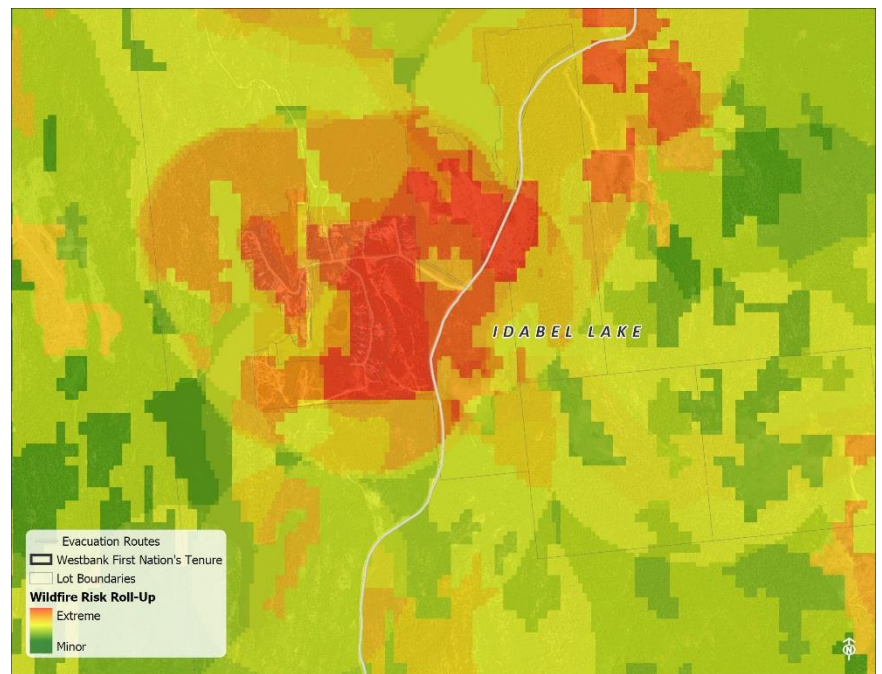 IDABEL LAKE
Evacuation Routes
Westbank First Nation's Tenure
Lot Boundaries
Wildfire Risk Roll-Up
Extreme
Minor
N